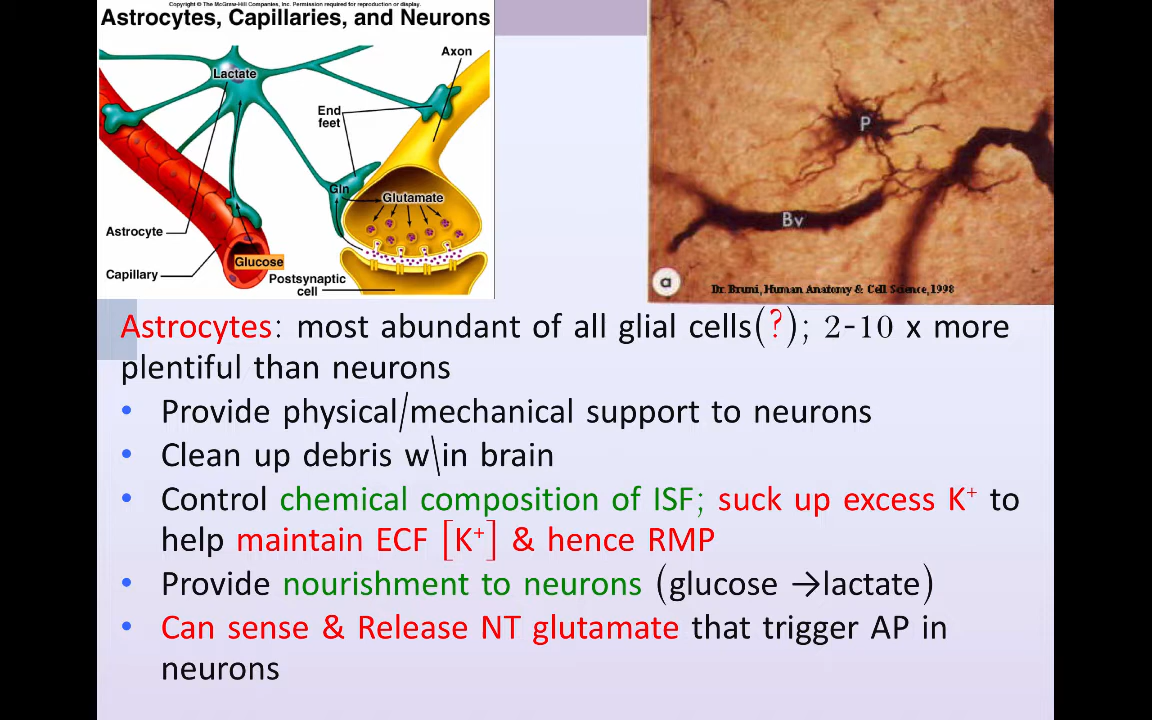 Copyright © The McGraw-Hill Companies, Inc. Permission required for reproduction or display.
Astrocytes, Capillaries, and Neurons
Lactate
Axon
End
feet
Gln
Glutamate
Astrocyte
Glucose
Capillary
Postsynaptic
cell
P
Bv
a
Dr. Bruni, Human Anatomy & Cell Science, 1998
Astrocytes: most abundant of all glial cells(?); 2-10 x more
plentiful than neurons
• Provide physical/mechanical support to neurons
• Clean up debris w\in brain
• Control chemical composition of ISF; suck up excess K⁺ to
help maintain ECF [K⁺] & hence RMP
• Provide nourishment to neurons (glucose →lactate)
• Can sense & Release NT glutamate that trigger AP in
neurons